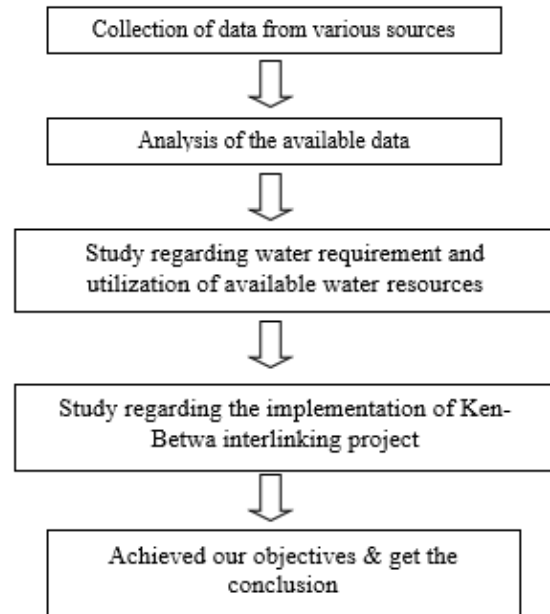 Collection of data from various sources
Analysis of the available data
Study regarding water requirement and
utilization of available water resources
Study regarding the implementation of Ken-
Betwa interlinking project
Achieved our objectives & get the
conclusion